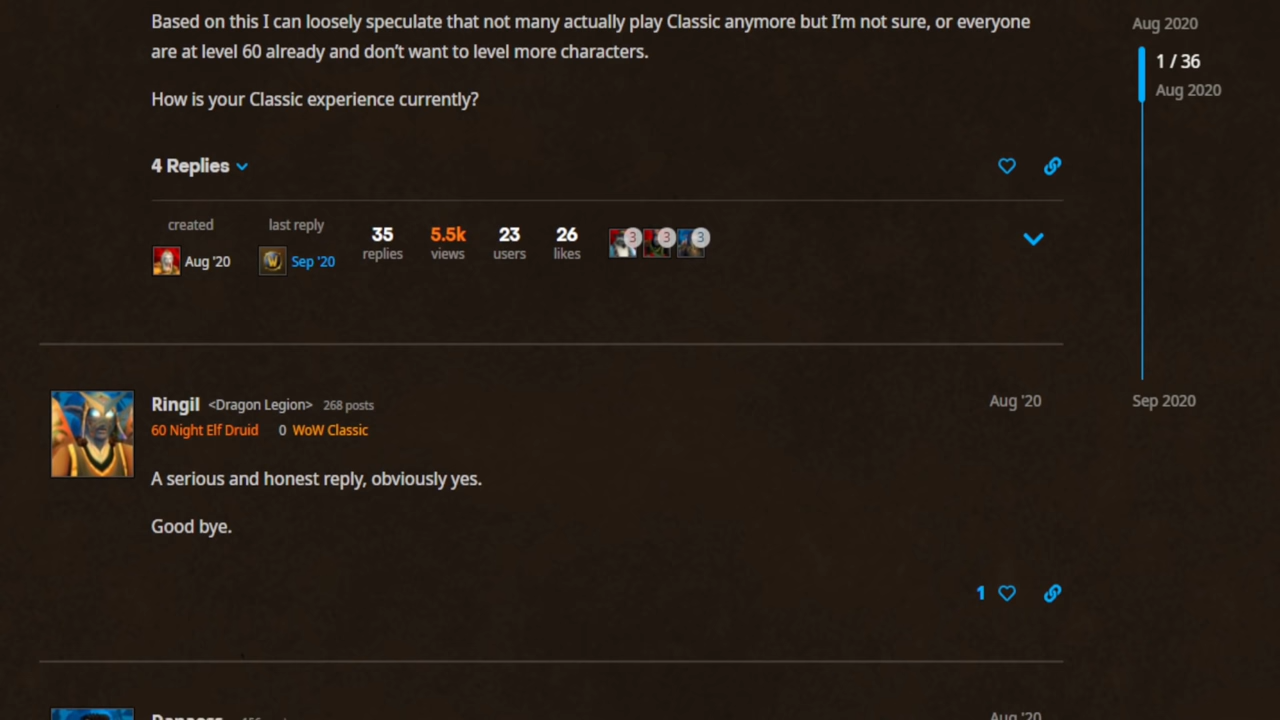 Based on this I can loosely speculate that not many actually play Classic anymore but I'm not sure, or everyone
are at level 60 already and don't want to level more characters.
How is your Classic experience currently?
4 Replies
created
last reply
35
replies
5.5k
views
23
users
26
likes
3
3
3
Aug '20
Sep '20
Aug 2020
1 / 36
Aug 2020
Sep 2020
Ringil <Dragon Legion> 268 posts
Aug '20
60 Night Elf Druid 0 WoW Classic
A serious and honest reply, obviously yes.
Good bye.
1
Aug '20